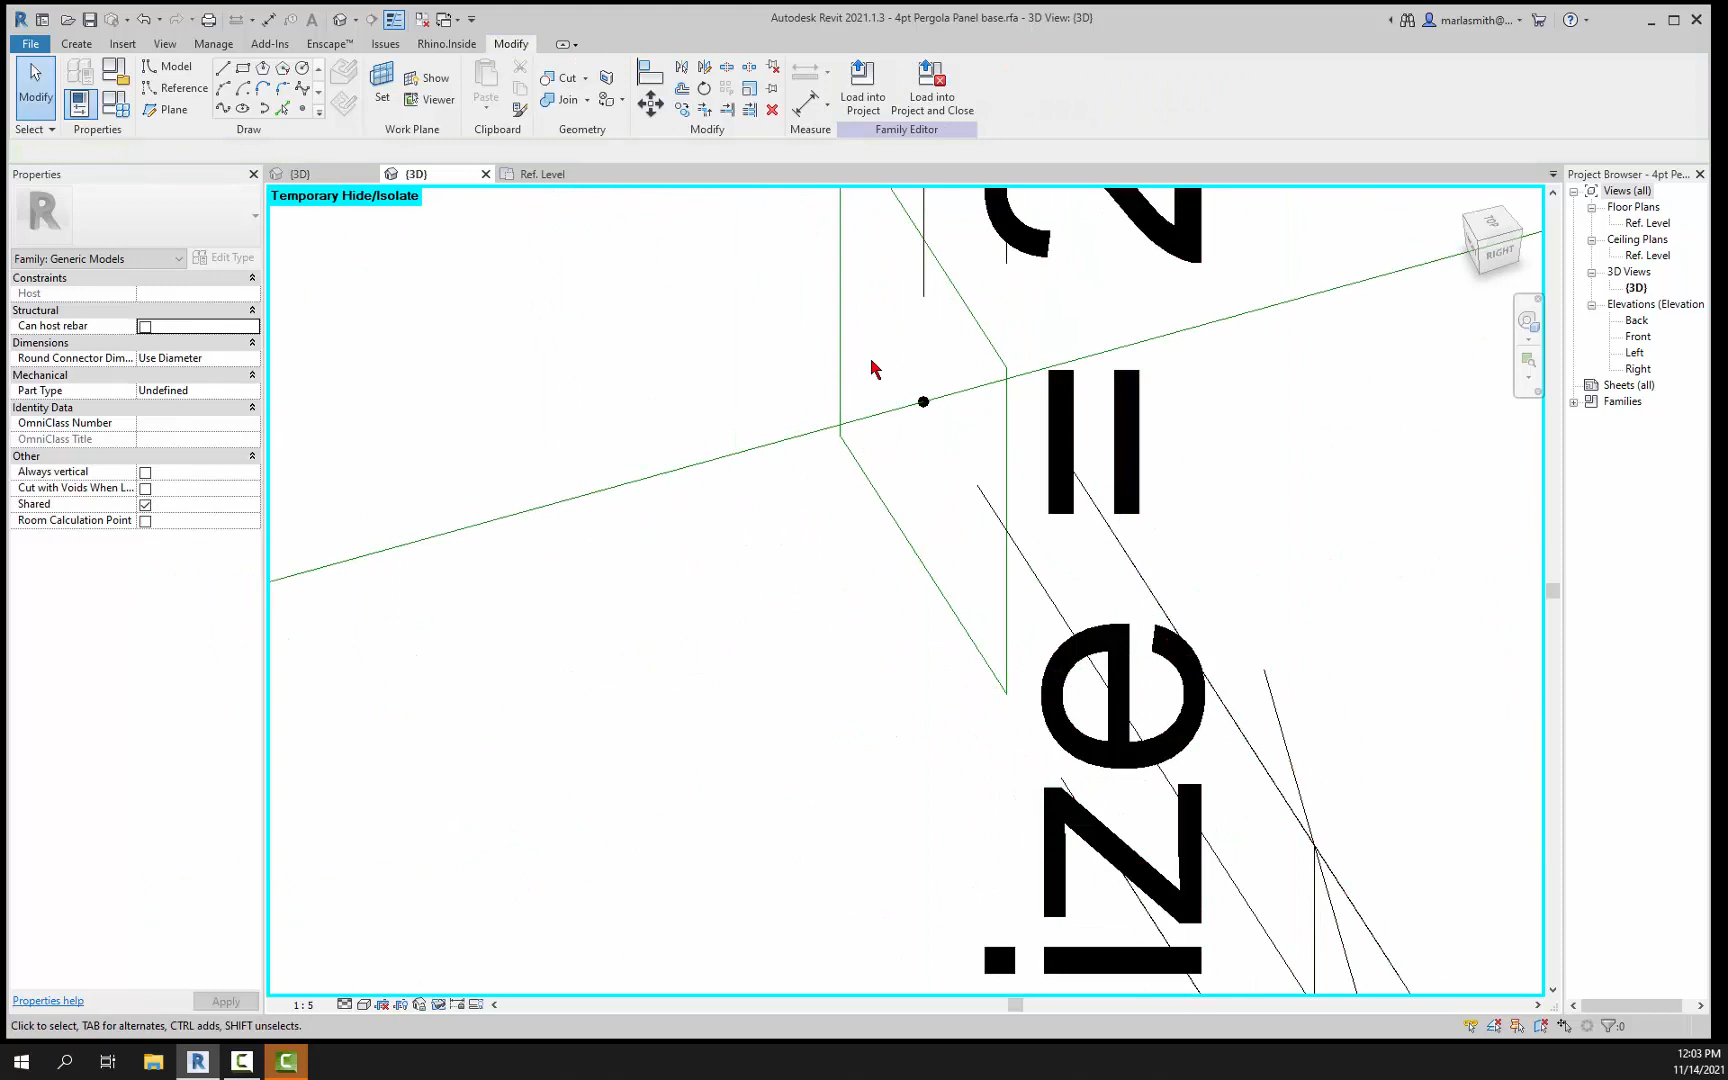 Autodesk Revit 2021.1.3 - 4pt Pergola Panel base.rfa - 3D View: {3D}
marlasmith@...
File
Create
Insert
View
Manage
Add-Ins
Enscape™
Issues
Rhino.Inside
Modify
Modify
Model
Reference
Plane
Set
Show
Viewer
Paste
Cut
Join
Load into
Project
Load into
Project and Close
Select
Properties
Draw
Work Plane
Clipboard
Geometry
Modify
Measure
Family Editor
Properties
{3D}
{3D}
Ref. Level
Project Browser - 4pt Pe...
Temporary Hide/Isolate
Family: Generic Models
Edit Type
Constraints
Host
Structural
Can host rebar
Dimensions
Round Connector Dim... Use Diameter
Mechanical
Part Type Undefined
Identity Data
OmniClass Number
OmniClass Title
Other
Always vertical
Cut with Voids When L...
Shared
Room Calculation Point
Properties help
Apply
ize = 
TOP
RIGHT
Views (all)
Floor Plans
Ref. Level
Ceiling Plans
Ref. Level
3D Views
{3D}
Elevations (Elevation
Back
Front
Left
Right
Sheets (all)
Families
1 : 5
Click to select, TAB for alternates, CTRL adds, SHIFT unselects.
:0
12:03 PM
11/14/2021